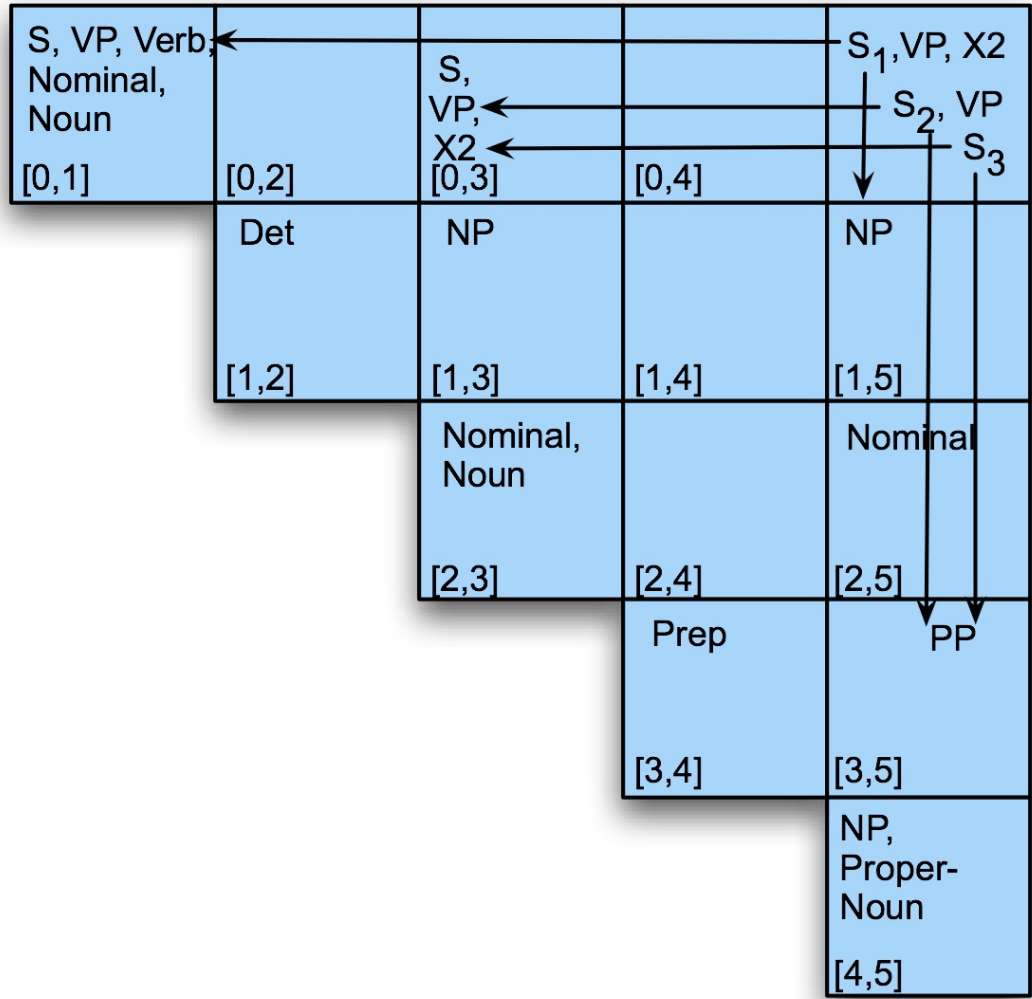 S, VP, Verb,
Nominal,
Noun
[0,1]
[0,2]
S,
VP,
X2
[0,3]
[0,4]
S1,VP, X2
S2, VP
S3
Det
[1,2]
NP
[1,3]
[1,4]
NP
[1,5]
Nominal,
Noun
[2,3]
[2,4]
Nominal
[2,5]
Prep
[3,4]
PP
[3,5]
NP,
Proper-
Noun
[4,5]